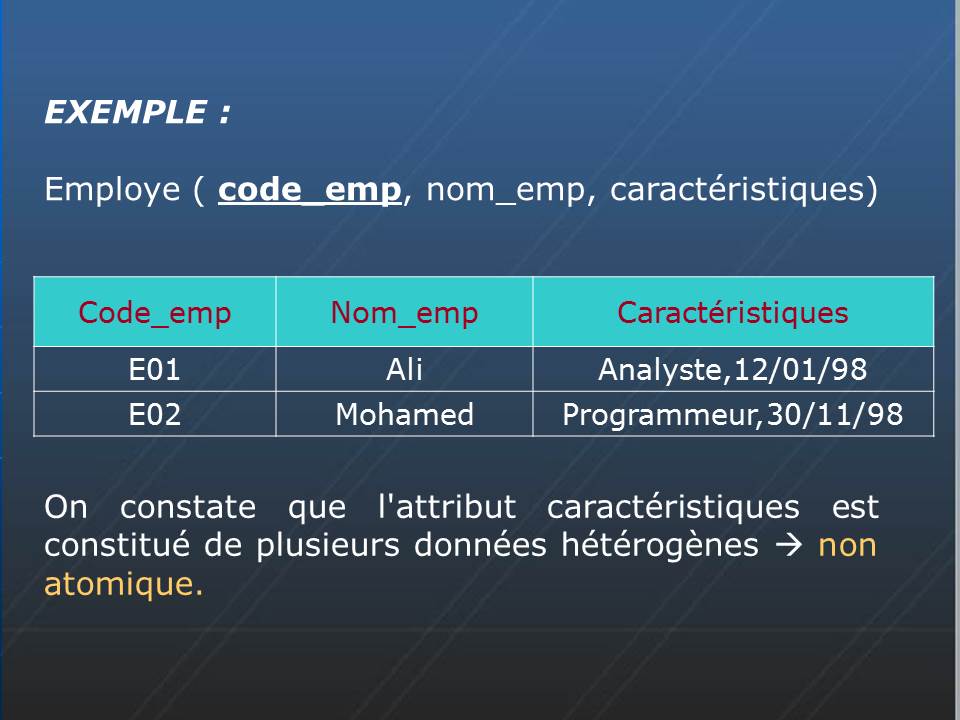 EXEMPLE :
Employe ( code_emp, nom_emp, caractéristiques)
Code_emp Nom_emp Caractéristiques
E01 Ali Analyste,12/01/98
E02 Mohamed Programmeur,30/11/98
On constate que l'attribut caractéristiques est
constitué de plusieurs données hétérogènes → non
atomique.